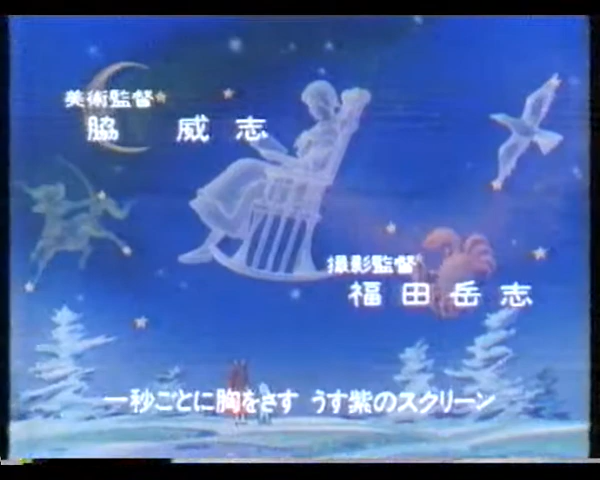 美術監督
脇 威 志
撮影監督
福 田 岳 志
一秒ごとに胸をさす うす紫のスクリーン